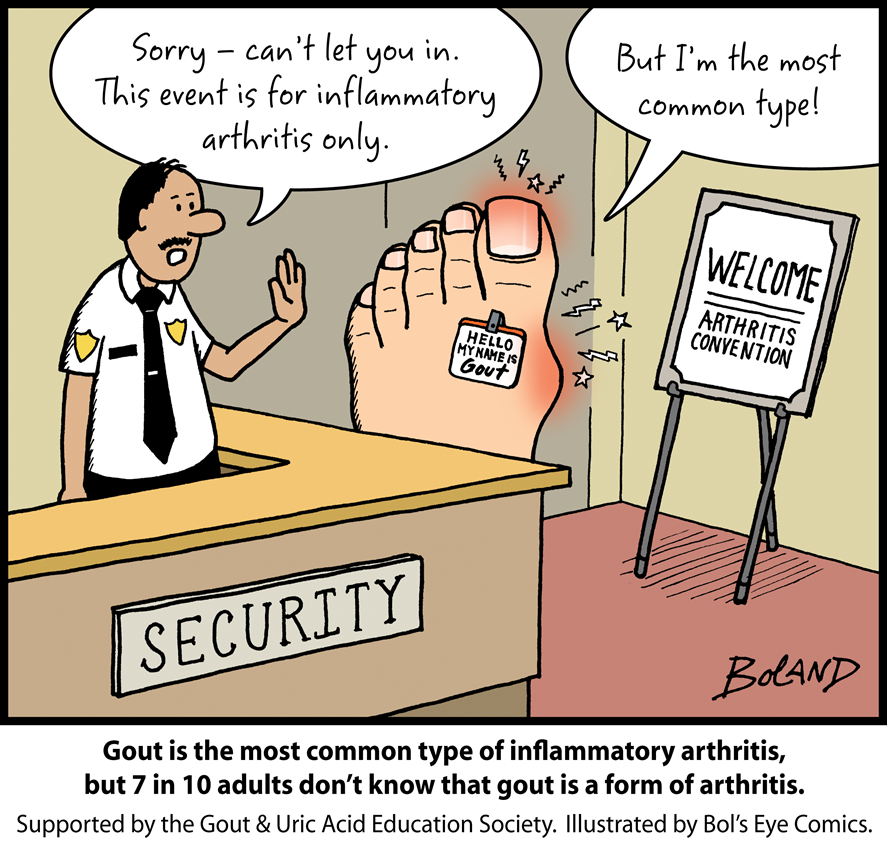 Sorry – can't let you in.
This event is for inflammatory
arthritis only.
But I'm the most
common type!
HELLO
MY NAME IS
Gout
WELCOME
ARTHRITIS
CONVENTION
SECURITY
BOLAND
Gout is the most common type of inflammatory arthritis,
but 7 in 10 adults don't know that gout is a form of arthritis.
Supported by the Gout & Uric Acid Education Society. Illustrated by Bol's Eye Comics.